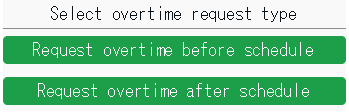 Select overtime request type
Request overtime before schedule
Request overtime after schedule